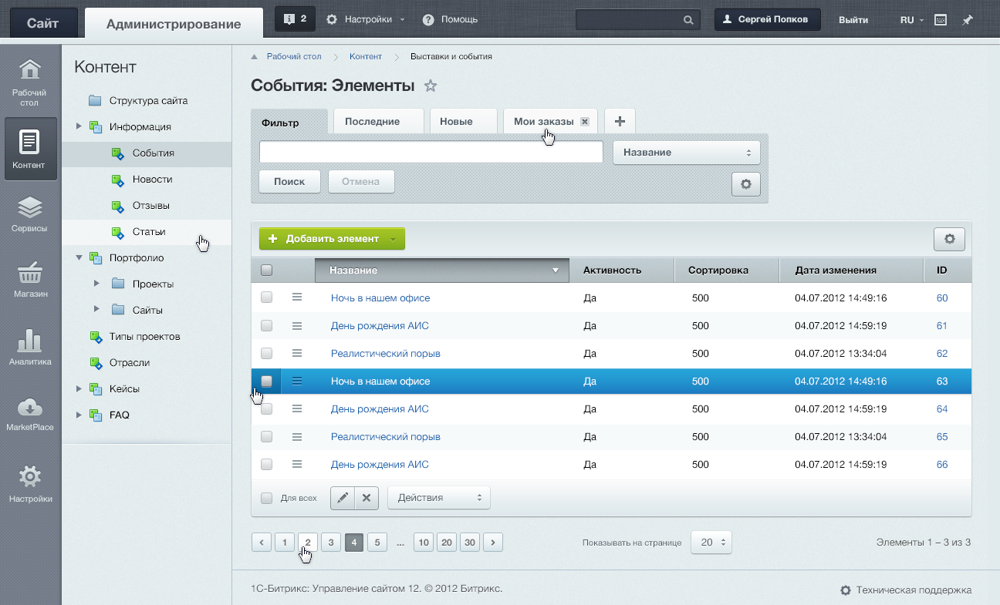 Сайт
Администрирование
2
Настройки
Помощь
Сергей Попков
Выйти
RU
Рабочий стол
Контент
Сервисы
Магазин
Аналитика
MarketPlace
Настройки
Контент
Структура сайта
Информация
События
Новости
Отзывы
Статьи
Портфолио
Проекты
Сайты
Типы проектов
Отрасли
Кейсы
FAQ
Рабочий стол Контент Выставки и события
События: Элементы
Фильтр Последние Новые Мои заказы
Название
Поиск Отмена
Добавить элемент
Название Активность Сортировка Дата изменения ID
Ночь в нашем офисе Да 500 04.07.2012 14:49:16 60
День рождения АИС Да 500 04.07.2012 14:59:19 61
Реалистический порыв Да 500 04.07.2012 13:34:04 62
Ночь в нашем офисе Да 500 04.07.2012 14:49:16 63
День рождения АИС Да 500 04.07.2012 14:59:19 64
Реалистический порыв Да 500 04.07.2012 13:34:04 65
День рождения АИС Да 500 04.07.2012 14:59:19 66
Для всех Действия
‹ 1 2 3 4 5 ... 10 20 30 › Показывать на странице 20 Элементы 1 – 3 из 3
1С-Битрикс: Управление сайтом 12. © 2012 Битрикс. Техническая поддержка